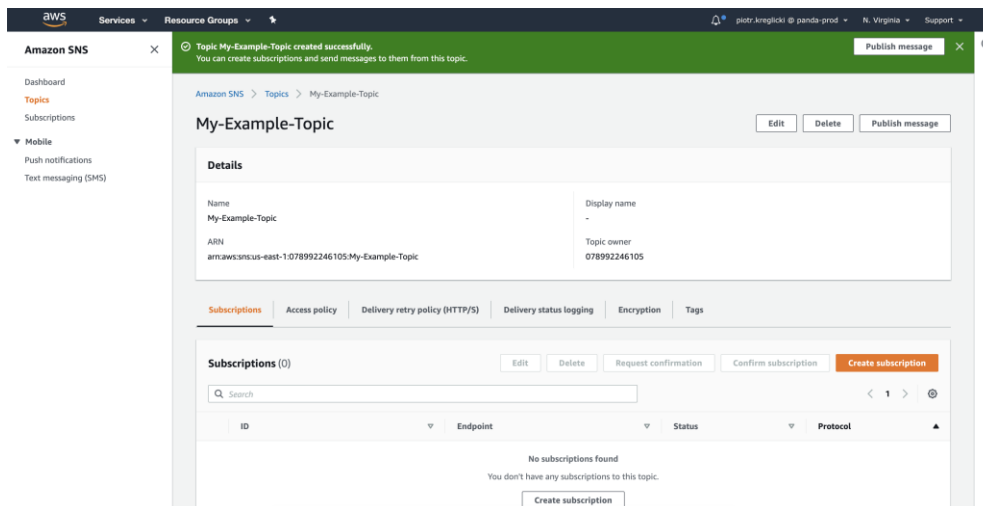 aws Services Resource Groups piotr.kreglicki @ panda-prod N. Virginia Support
Amazon SNS
Dashboard
Topics
Subscriptions
Mobile
Push notifications
Text messaging (SMS)
Topic My-Example-Topic created successfully.
You can create subscriptions and send messages to them from this topic.
Publish message
Amazon SNS > Topics > My-Example-Topic
My-Example-Topic
Edit Delete Publish message
Details
Name
My-Example-Topic
ARN
arn:aws:sns:us-east-1:078992246105:My-Example-Topic
Display name
-
Topic owner
078992246105
Subscriptions Access policy Delivery retry policy (HTTP/S) Delivery status logging Encryption Tags
Subscriptions (0)
Edit Delete Request confirmation Confirm subscription Create subscription
Search
< 1 >
ID Endpoint Status Protocol
No subscriptions found
You don't have any subscriptions to this topic.
Create subscription